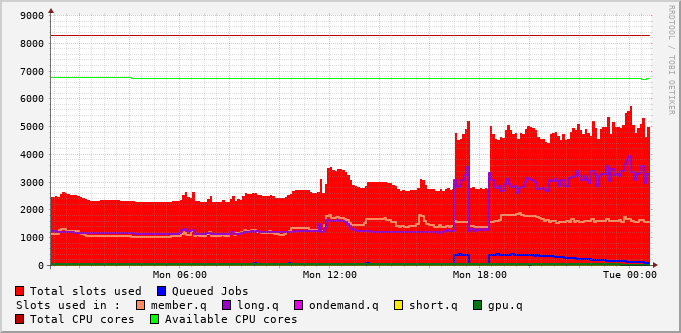 9000
8000
7000
6000
5000
4000
3000
2000
1000
0
Mon 06:00 Mon 12:00 Mon 18:00 Tue 00:00
RRDTOOL / TOBI OETIKER
Total slots used Queued Jobs
Slots used in : member.q long.q ondemand.q short.q gpu.q
Total CPU cores Available CPU cores